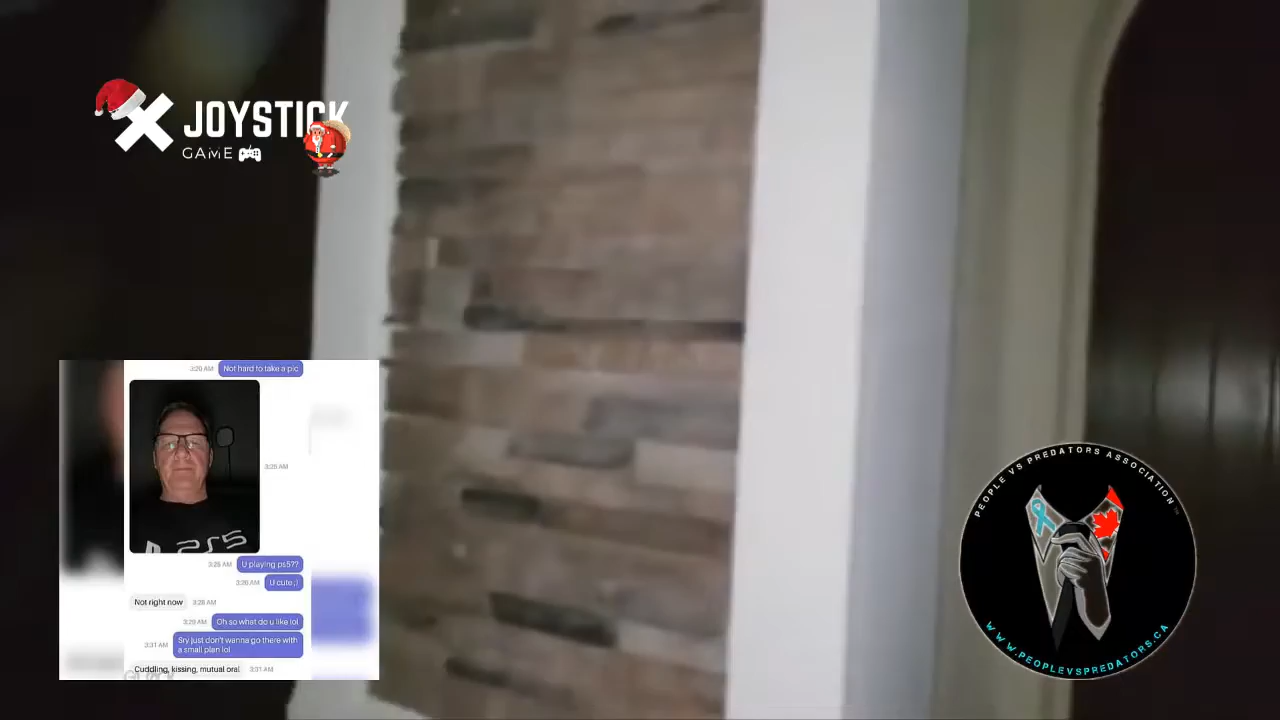 JOYSTICK
GAME
3:25 AM Not hard to take a pic
3:25 AM
PS5
3:25 AM U playing ps5??
3:26 AM U cute ;)
Not right now 3:28 AM
3:29 AM Oh so what do u like lol
3:31 AM Sry just don't wanna go there with
a small plan lol
Cuddling, kissing, mutual oral 3:31 AM
PEOPLE VS PREDATORS ASSOCIATION™
WWW.PEOPLEVSPREDATORS.CA